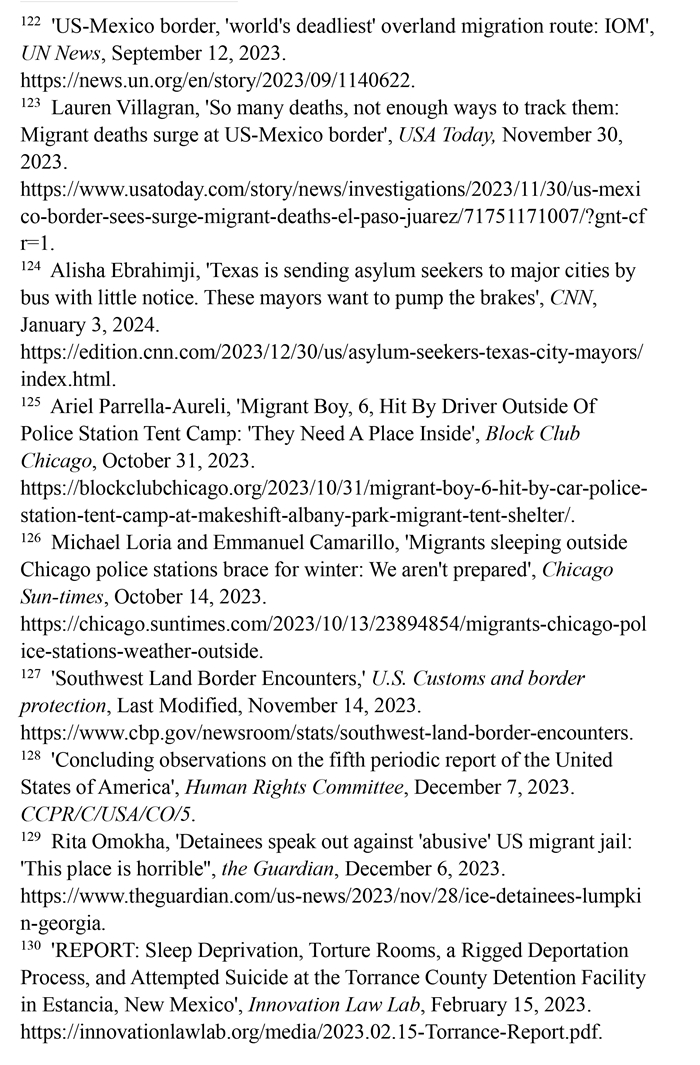 122 'US-Mexico border, 'world's deadliest' overland migration route: IOM',
UN News, September 12, 2023.
https://news.un.org/en/story/2023/09/1140622.
123 Lauren Villagran, 'So many deaths, not enough ways to track them:
Migrant deaths surge at US-Mexico border', USA Today, November 30,
2023.
https://www.usatoday.com/story/news/investigations/2023/11/30/us-mexi
co-border-sees-surge-migrant-deaths-el-paso-juarez/71751171007/?gnt-cf
r=1.
124 Alisha Ebrahimji, 'Texas is sending asylum seekers to major cities by
bus with little notice. These mayors want to pump the brakes', CNN,
January 3, 2024.
https://edition.cnn.com/2023/12/30/us/asylum-seekers-texas-city-mayors/
index.html.
125 Ariel Parrella-Aureli, 'Migrant Boy, 6, Hit By Driver Outside Of
Police Station Tent Camp: 'They Need A Place Inside', Block Club
Chicago, October 31, 2023.
https://blockclubchicago.org/2023/10/31/migrant-boy-6-hit-by-car-police-
station-tent-camp-at-makeshift-albany-park-migrant-tent-shelter/.
126 Michael Loria and Emmanuel Camarillo, 'Migrants sleeping outside
Chicago police stations brace for winter: We aren't prepared', Chicago
Sun-times, October 14, 2023.
https://chicago.suntimes.com/2023/10/13/23894854/migrants-chicago-pol
ice-stations-weather-outside.
127 'Southwest Land Border Encounters,' U.S. Customs and border
protection, Last Modified, November 14, 2023.
https://www.cbp.gov/newsroom/stats/southwest-land-border-encounters.
128 'Concluding observations on the fifth periodic report of the United
States of America', Human Rights Committee, December 7, 2023.
CCPR/C/USA/CO/5.
129 Rita Omokha, 'Detainees speak out against 'abusive' US migrant jail:
'This place is horrible'', the Guardian, December 6, 2023.
https://www.theguardian.com/us-news/2023/nov/28/ice-detainees-lumpki
n-georgia.
130 'REPORT: Sleep Deprivation, Torture Rooms, a Rigged Deportation
Process, and Attempted Suicide at the Torrance County Detention Facility
in Estancia, New Mexico', Innovation Law Lab, February 15, 2023.
https://innovationlawlab.org/media/2023.02.15-Torrance-Report.pdf.